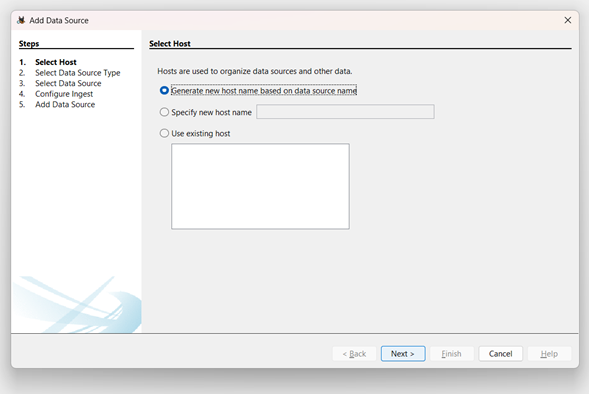 Add Data Source
Steps
1. Select Host
2. Select Data Source Type
3. Select Data Source
4. Configure Ingest
5. Add Data Source
Select Host
Hosts are used to organize data sources and other data.
Generate new host name based on data source name
Specify new host name
Use existing host
< Back
Next >
Finish
Cancel
Help